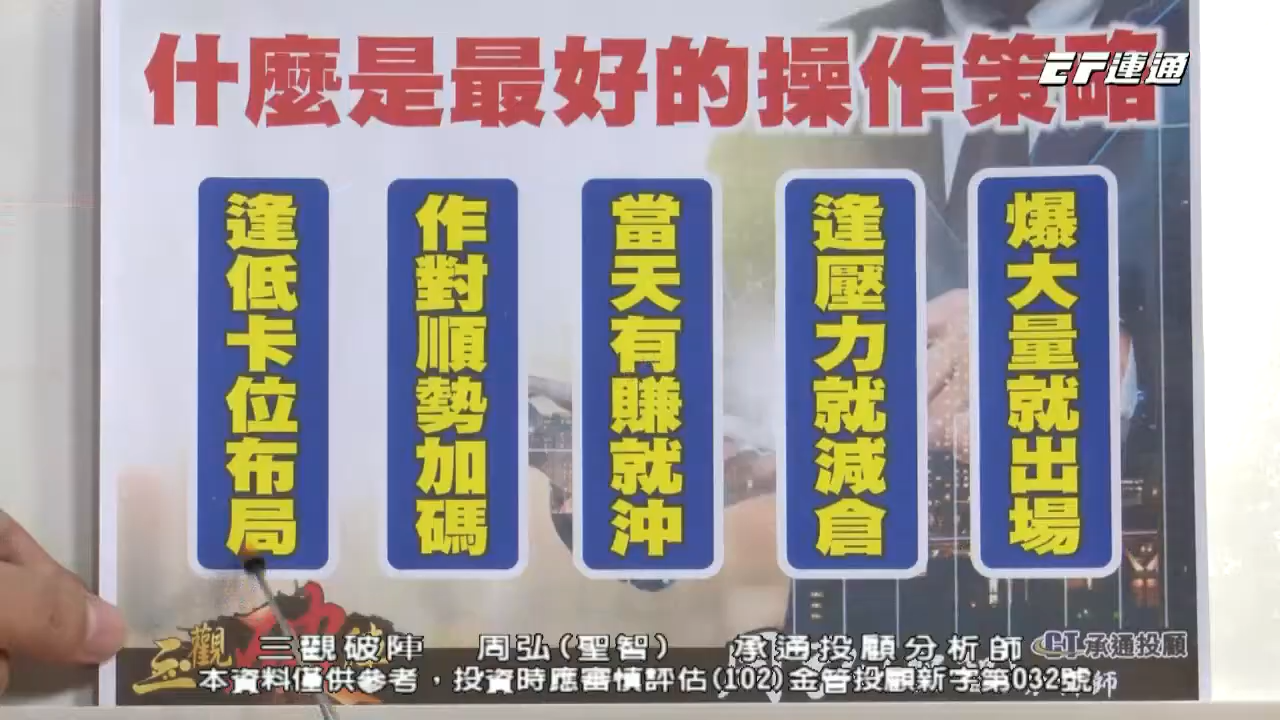 什麼是最好的操作策略
EF運通
逢低卡位布局
作對順勢加碼
當天有賺就沖
逢壓力就減倉
爆大量就出場
三觀
三觀破陣 周弘(聖智) 承通投顧分析師
CT承通投顧
本資料僅供參考，投資時應審慎評估(102)金管投顧新字第032號
師